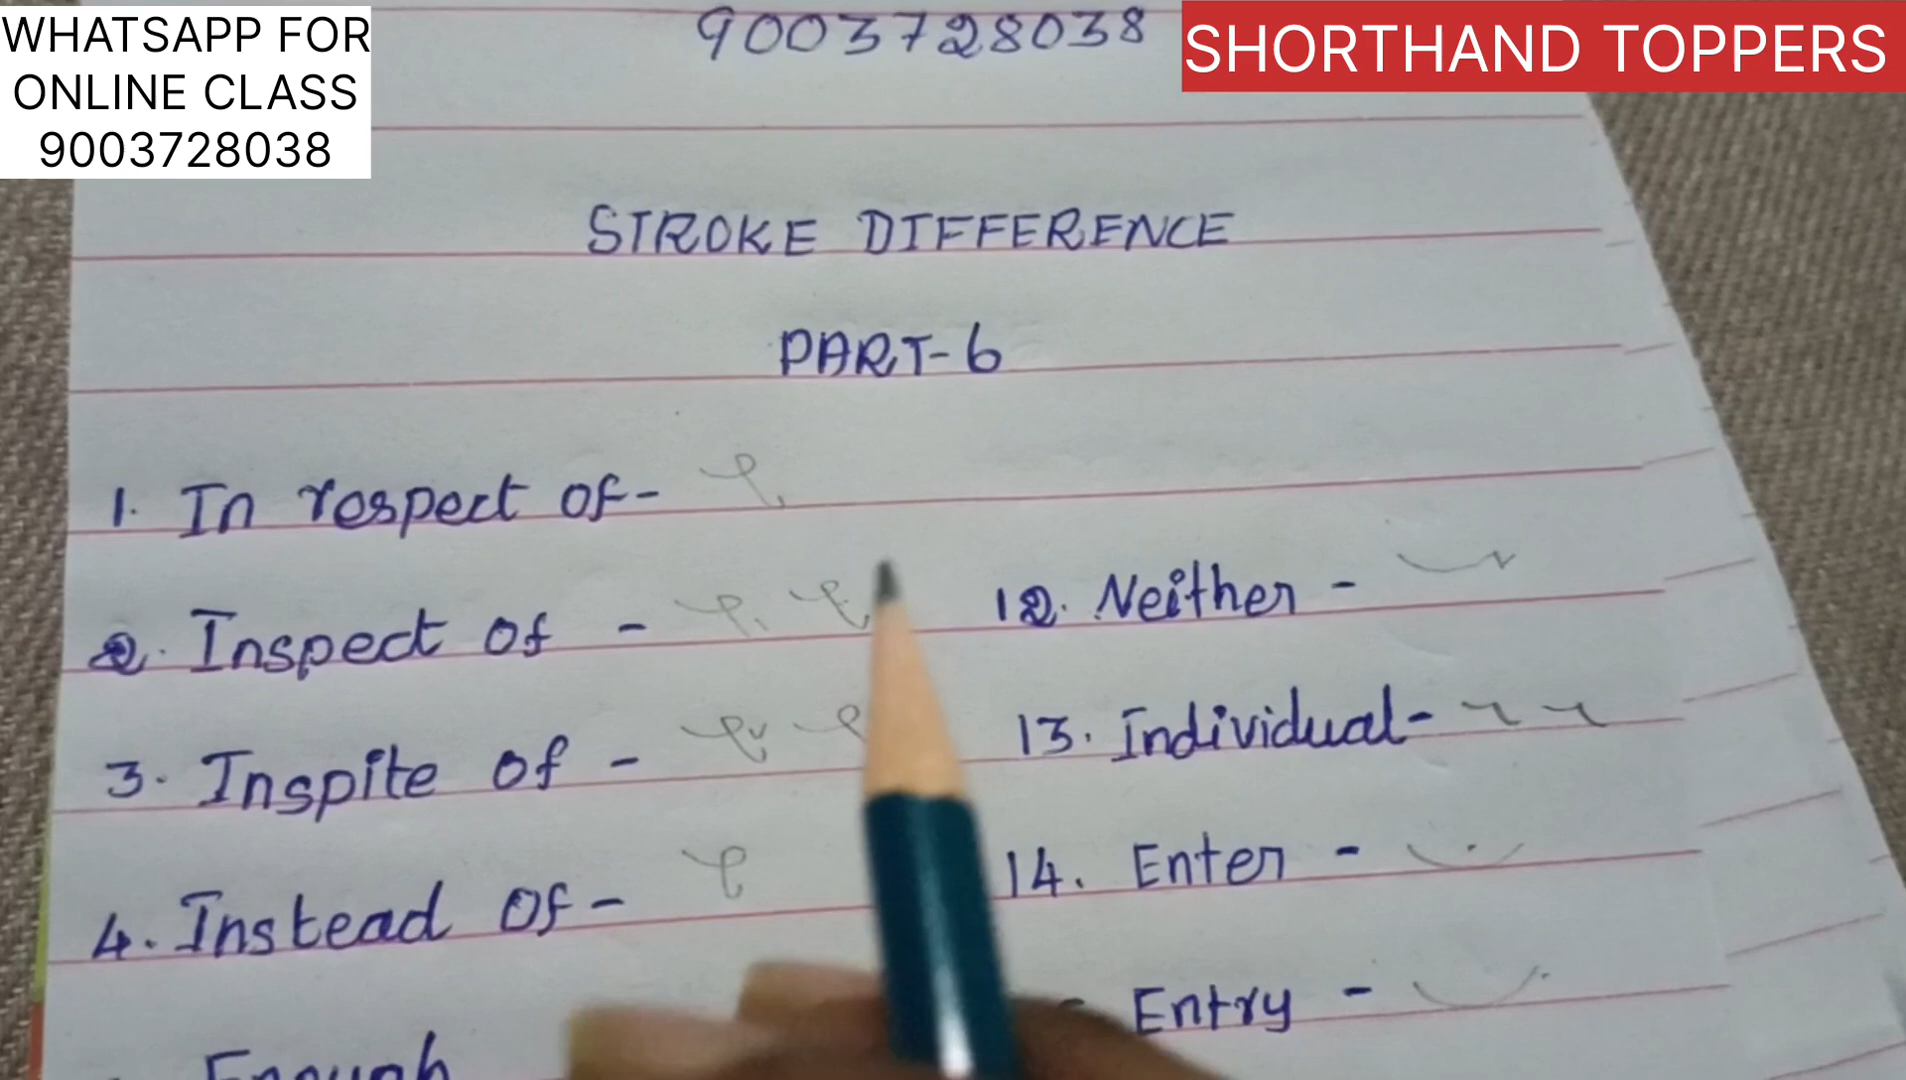 WHATSAPP FOR
ONLINE CLASS
9003728038
9003728038
SHORTHAND TOPPERS
STROKE DIFFERENCE
PART-6
1. In respect of -
2. Inspect of -
3. Inspite of -
4. Instead of -
Enough
12. Neither -
13. Individual -
14. Enter -
Entry -